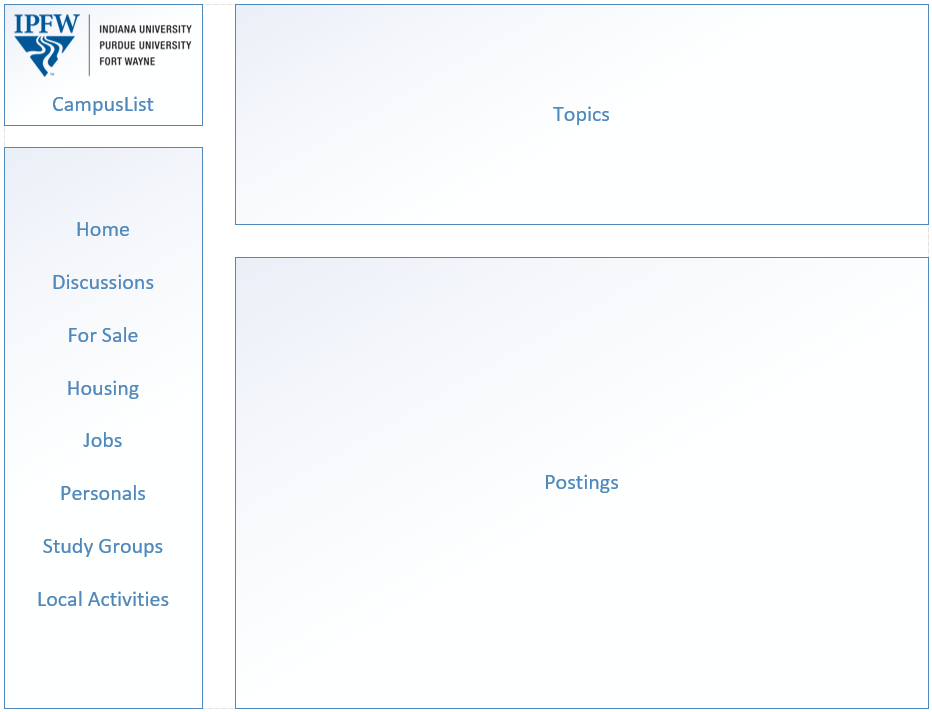 IPFW
INDIANA UNIVERSITY
PURDUE UNIVERSITY
FORT WAYNE
CampusList
Home
Discussions
For Sale
Housing
Jobs
Personals
Study Groups
Local Activities
Topics
Postings